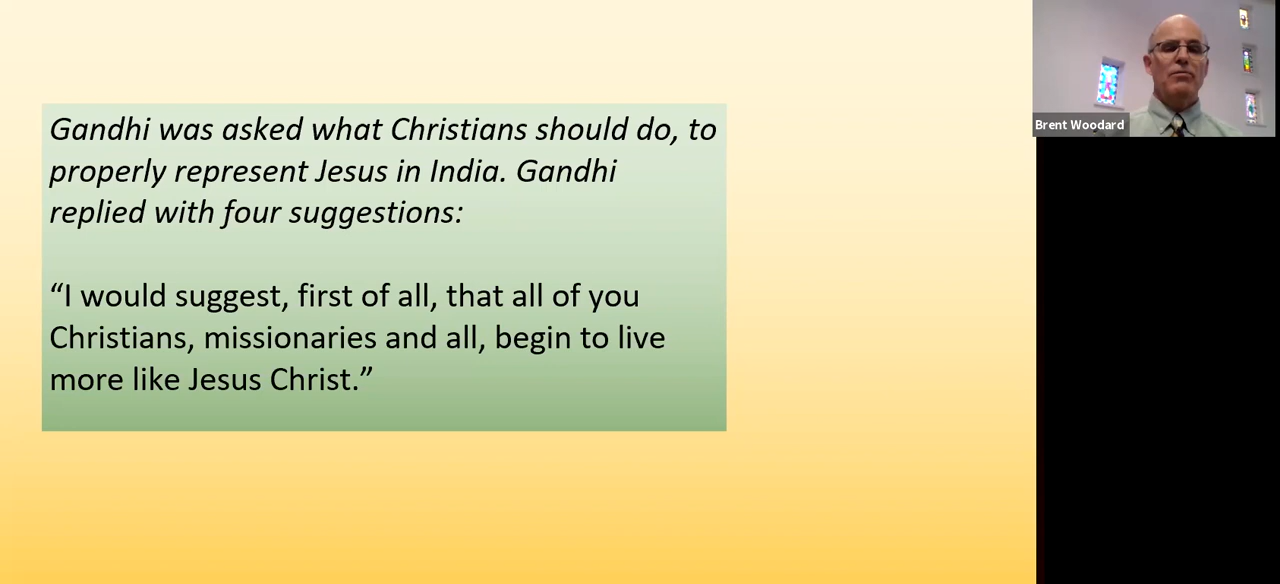 Gandhi was asked what Christians should do, to
properly represent Jesus in India. Gandhi
replied with four suggestions:
“I would suggest, first of all, that all of you
Christians, missionaries and all, begin to live
more like Jesus Christ.”
Brent Woodard